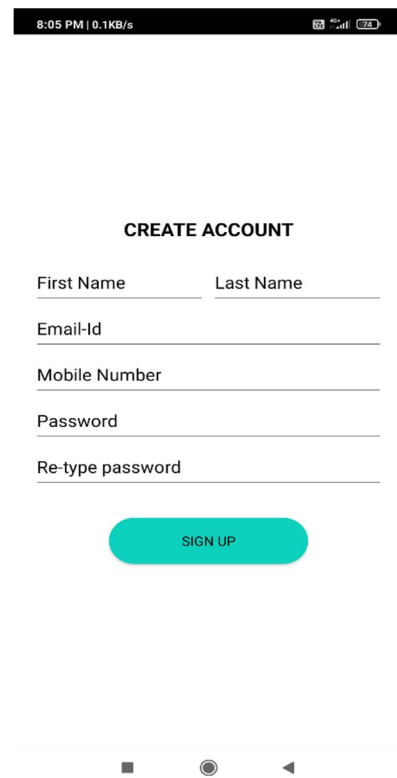 8:05 PM | 0.1KB/s 4G+ 74
CREATE ACCOUNT
First Name Last Name
Email-Id
Mobile Number
Password
Re-type password
SIGN UP